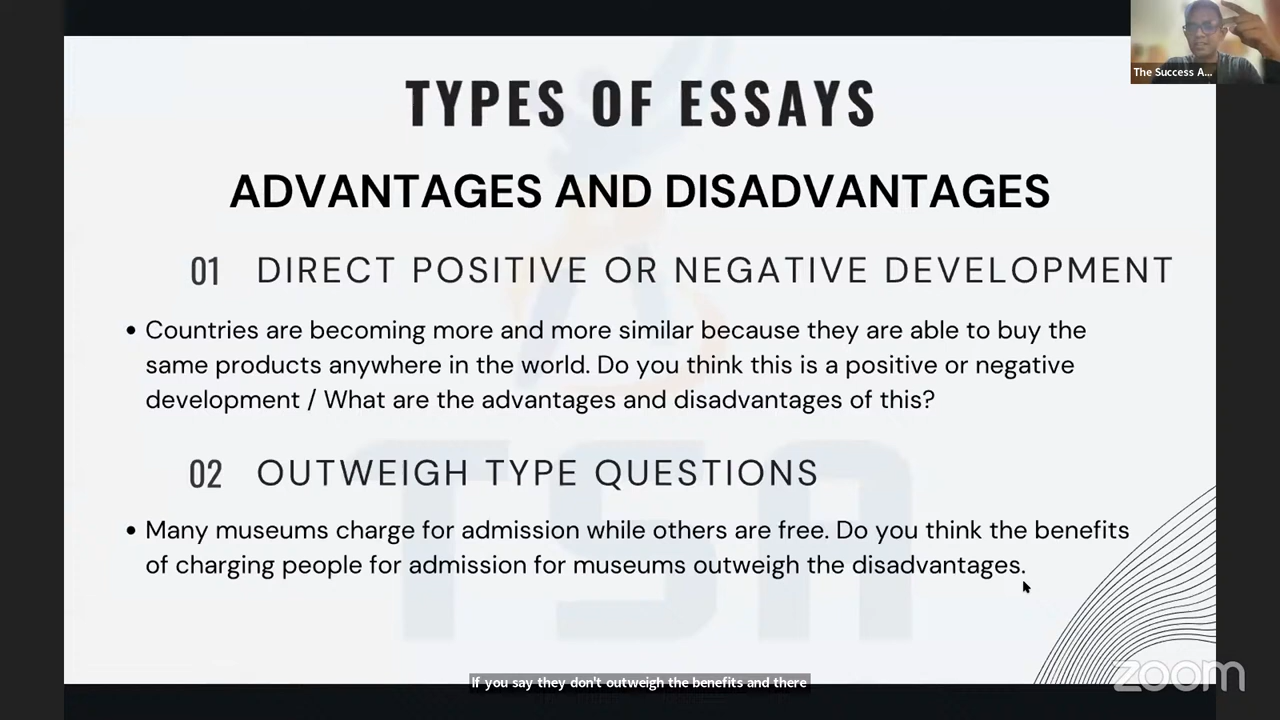 The Success A...
TYPES OF ESSAYS
ADVANTAGES AND DISADVANTAGES
01 DIRECT POSITIVE OR NEGATIVE DEVELOPMENT
• Countries are becoming more and more similar because they are able to buy the
same products anywhere in the world. Do you think this is a positive or negative
development / What are the advantages and disadvantages of this?
02 OUTWEIGH TYPE QUESTIONS
• Many museums charge for admission while others are free. Do you think the benefits
of charging people for admission for museums outweigh the disadvantages.
TSA
zoom
If you say they don't outweigh the benefits and there